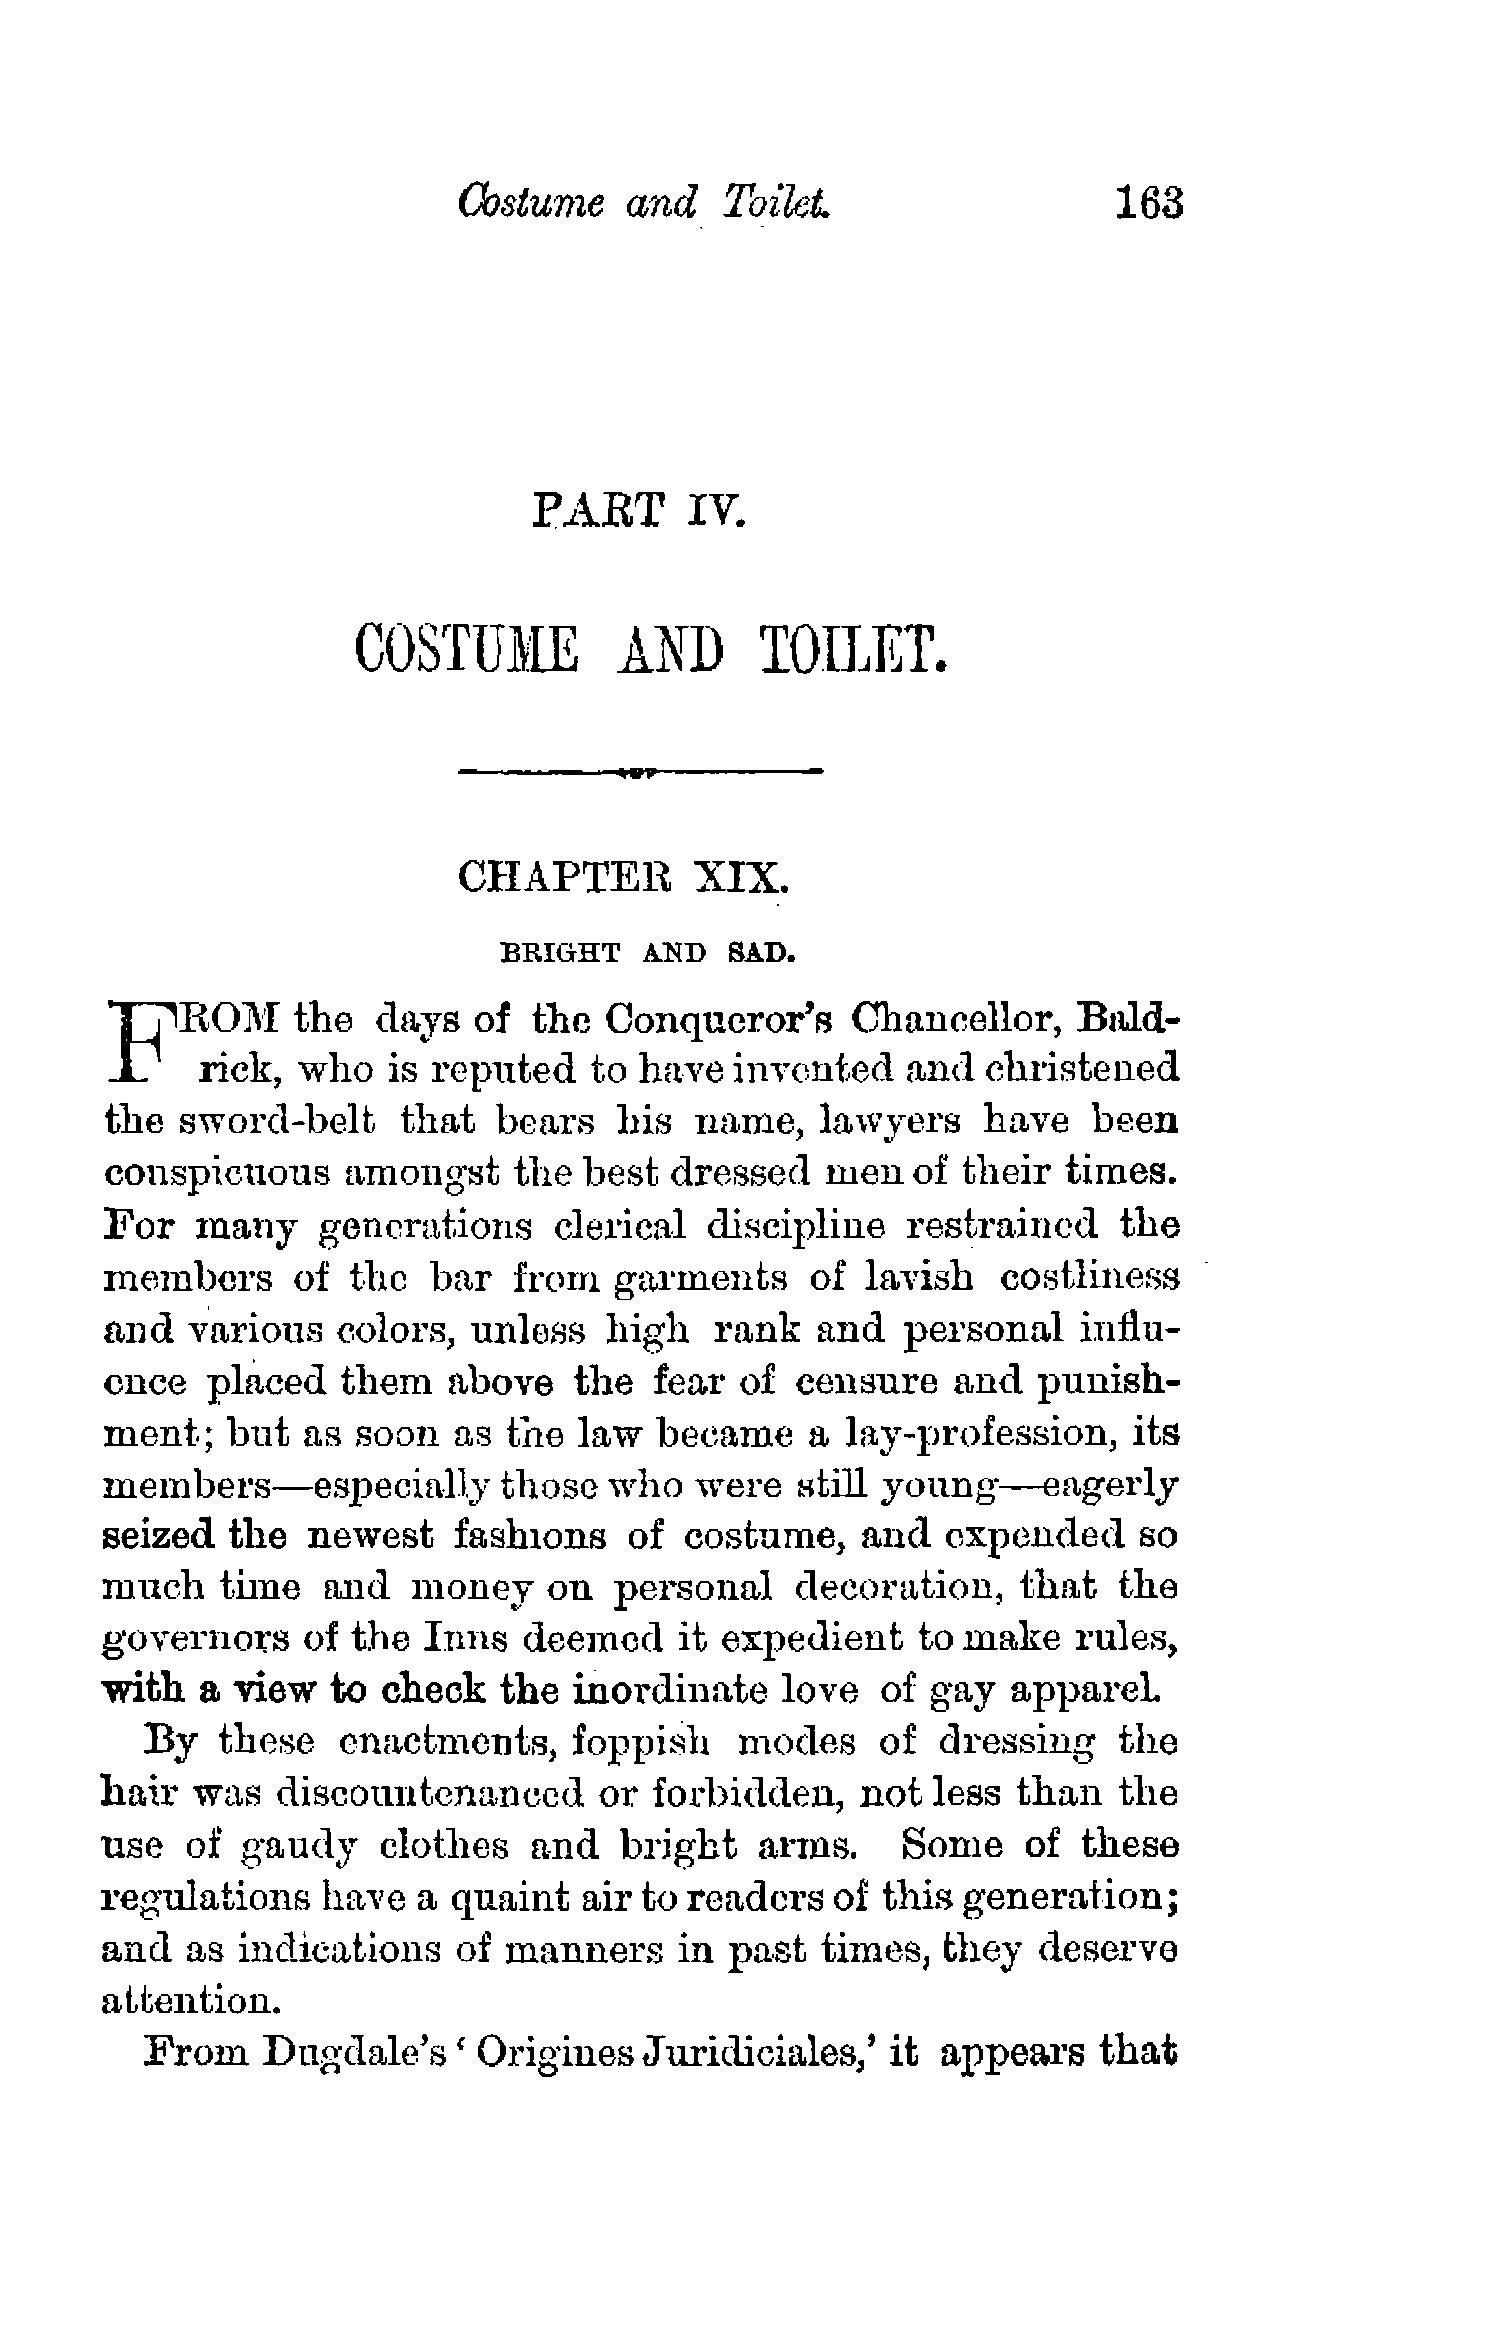 Costume and Toilet. 163
PART IV.
COSTUME AND TOILET.
CHAPTER XIX.
BRIGHT AND SAD.
FROM the days of the Conqueror's Chancellor, Bald-
rick, who is reputed to have invented and christened
the sword-belt that bears his name, lawyers have been
conspicuous amongst the best dressed men of their times.
For many generations clerical discipline restrained the
members of the bar from garments of lavish costliness
and various colors, unless high rank and personal influ-
ence placed them above the fear of censure and punish-
ment; but as soon as the law became a lay-profession, its
members—especially those who were still young—eagerly
seized the newest fashions of costume, and expended so
much time and money on personal decoration, that the
governors of the Inns deemed it expedient to make rules,
with a view to check the inordinate love of gay apparel.
By these enactments, foppish modes of dressing the
hair was discountenanced or forbidden, not less than the
use of gaudy clothes and bright arms. Some of these
regulations have a quaint air to readers of this generation;
and as indications of manners in past times, they deserve
attention.
From Dugdale's ‘Origines Juridiciales,’ it appears that